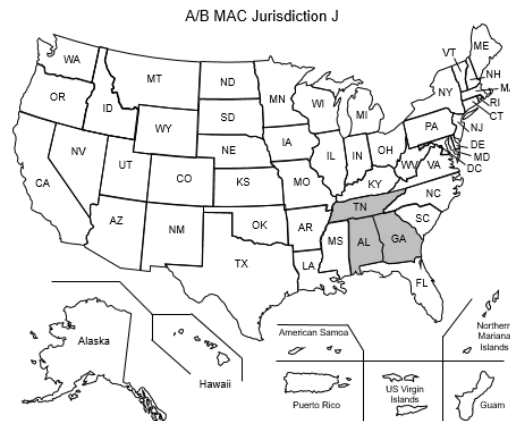 A/B MAC Jurisdiction J
WA
OR
CA
NV
ID
MT
WY
UT
AZ
CO
NM
ND
SD
NE
KS
OK
TX
MN
IA
MO
AR
LA
WI
IL
MI
IN
OH
KY
TN
MS
AL
GA
FL
SC
NC
VA
WV
PA
NY
VT
ME
NH
MA
RI
CT
NJ
DE
MD
DC
Alaska
Hawaii
American Samoa
Puerto Rico
US Virgin
Islands
Guam
Northern
Mariana
Islands